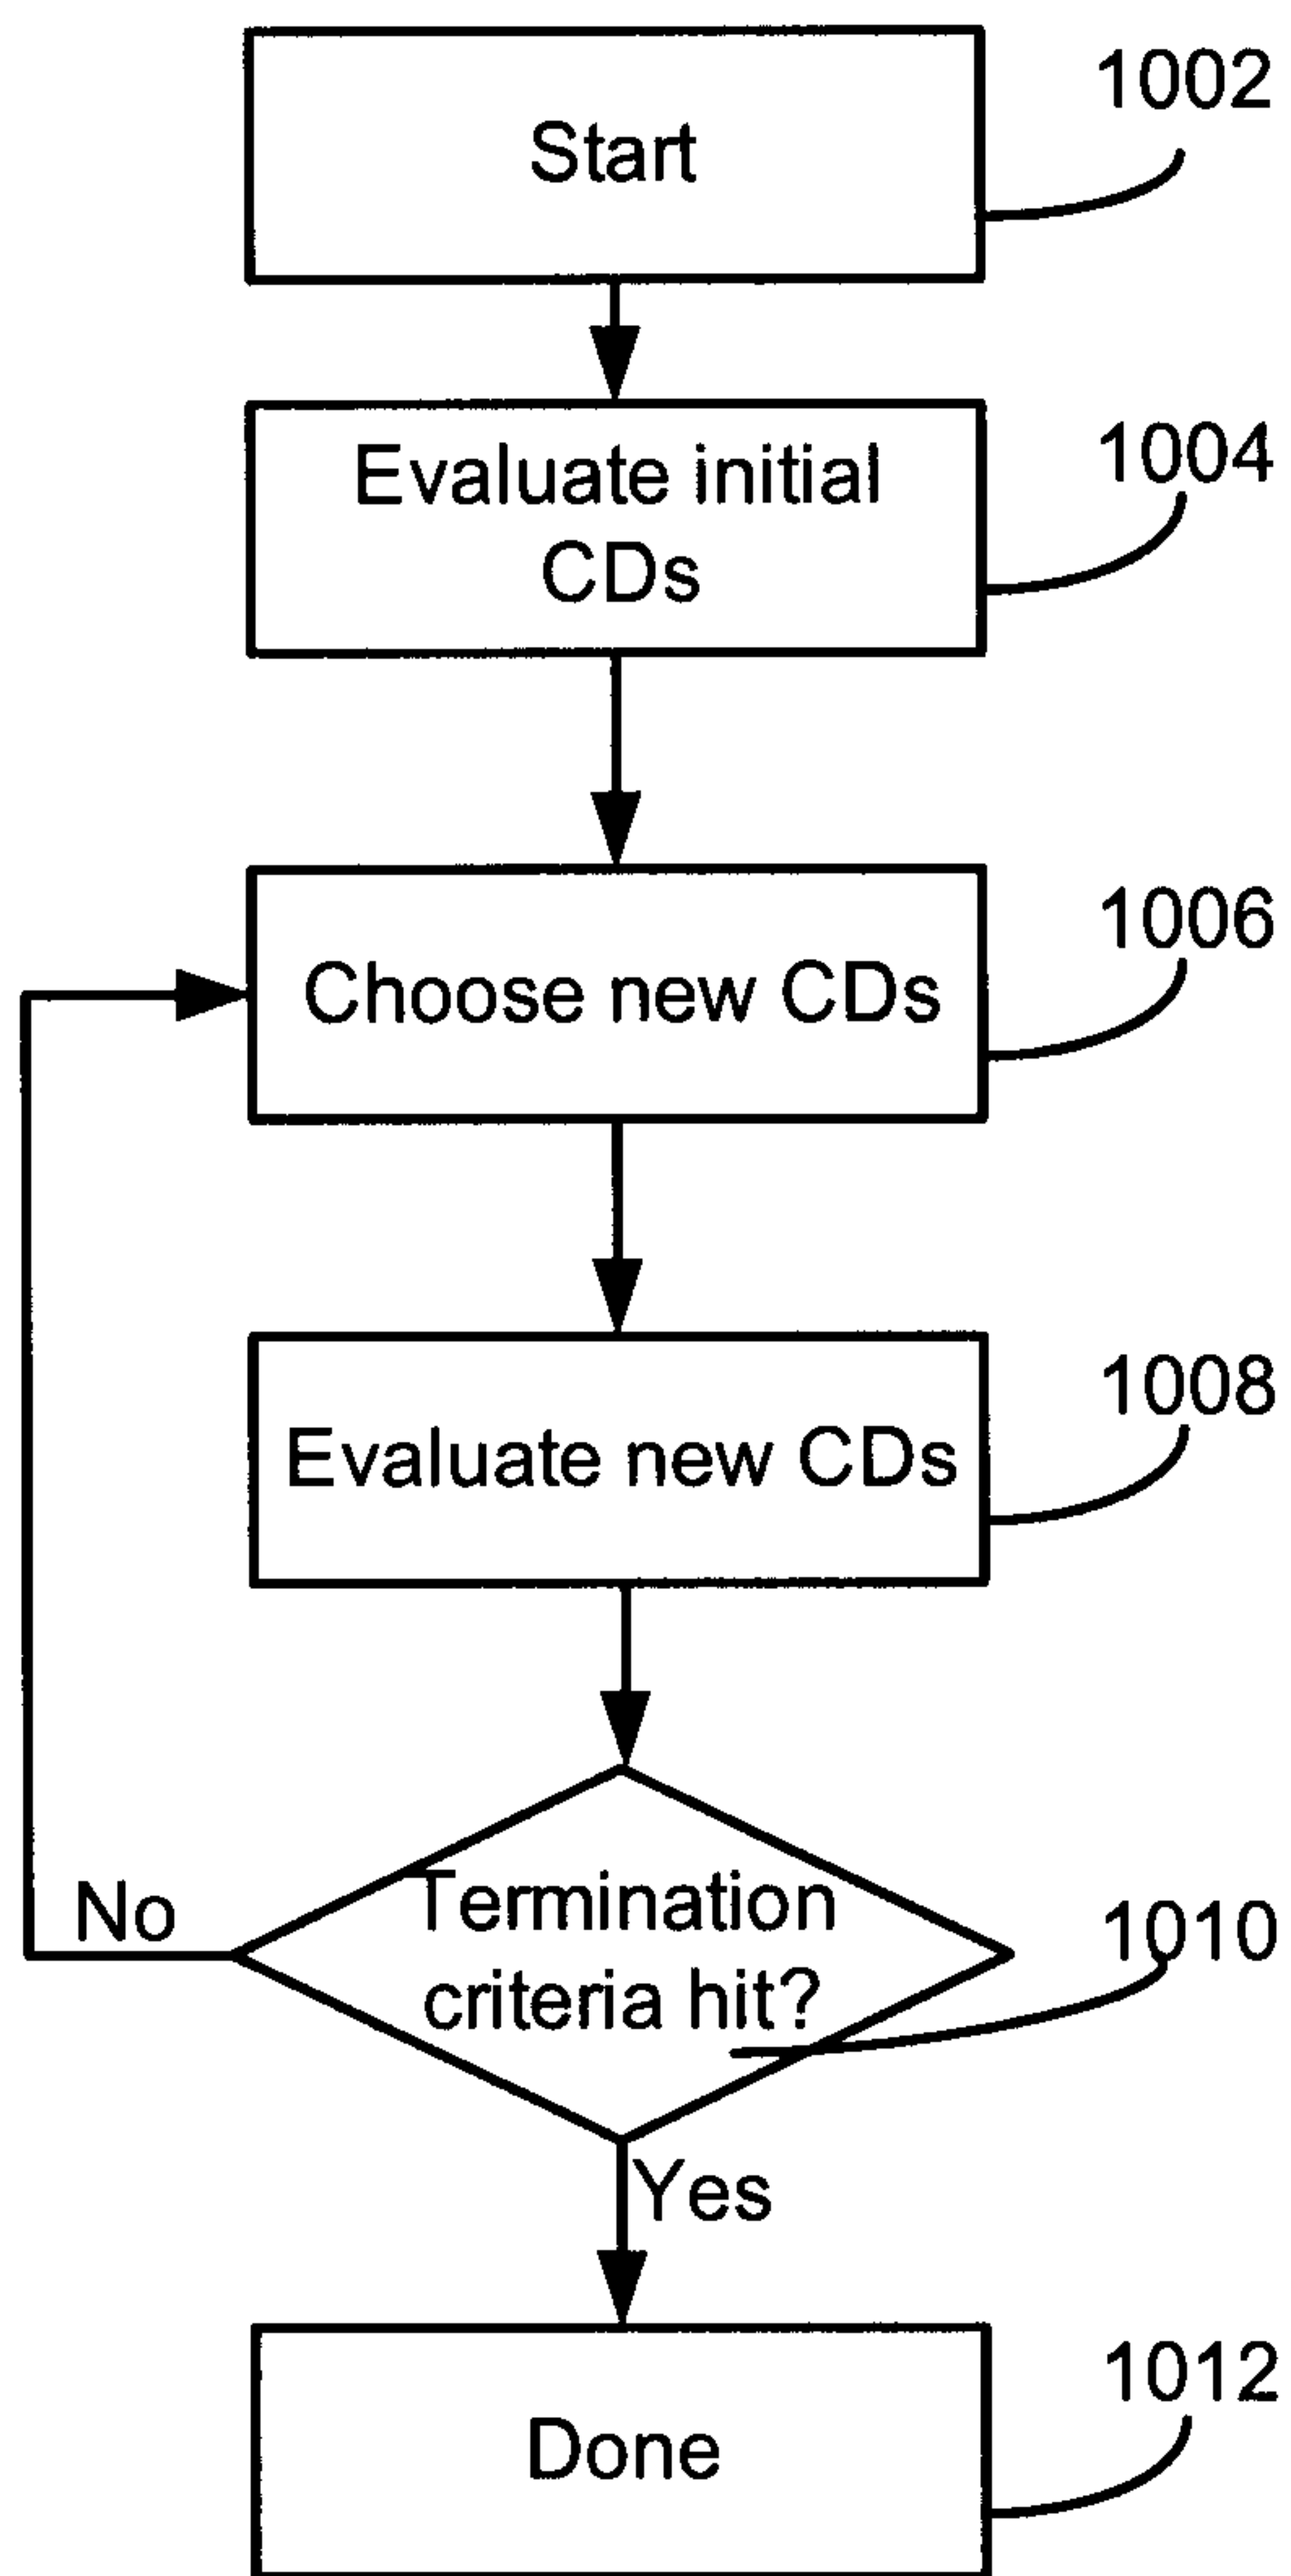 Start
1002
Evaluate initial
CDs
1004
Choose new CDs
1006
Evaluate new CDs
1008
Termination
criteria hit?
1010
No
Yes
Done
1012